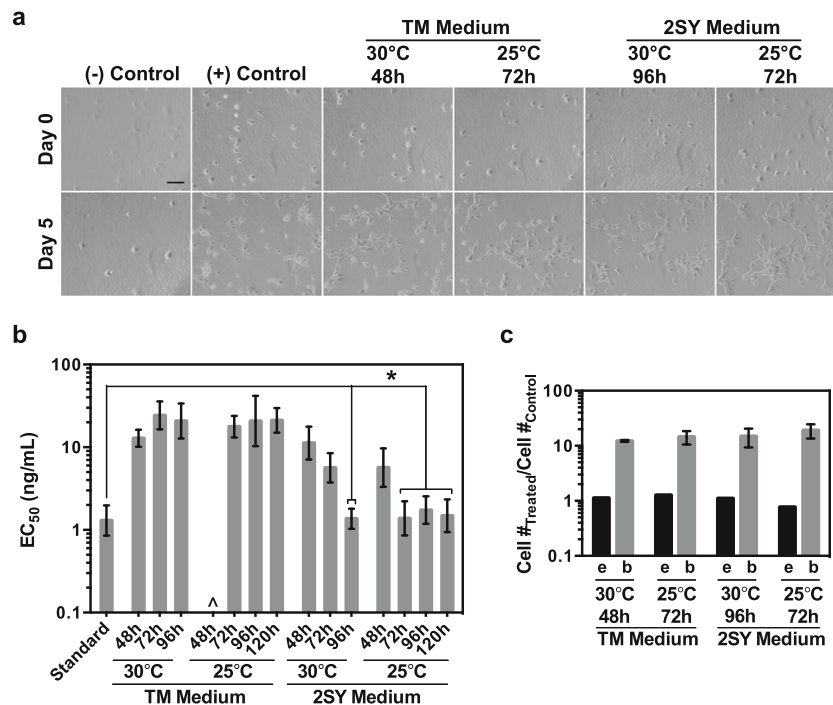 a
TM Medium 2SY Medium
30°C 25°C 30°C 25°C
(-) Control (+) Control 48h 72h 96h 72h
Day 0
Day 5
b
EC50 (ng/mL)
100
10
1
0.1
*
^
Standard 48h 72h 96h 48h 72h 96h 120h 48h 72h 96h 48h 72h 96h 120h
30°C 25°C 30°C 25°C
TM Medium 2SY Medium
c
Cell #Treated/Cell #Control
100
10
1
0.1
e b e b e b e b
30°C 25°C 30°C 25°C
48h 72h 96h 72h
TM Medium 2SY Medium